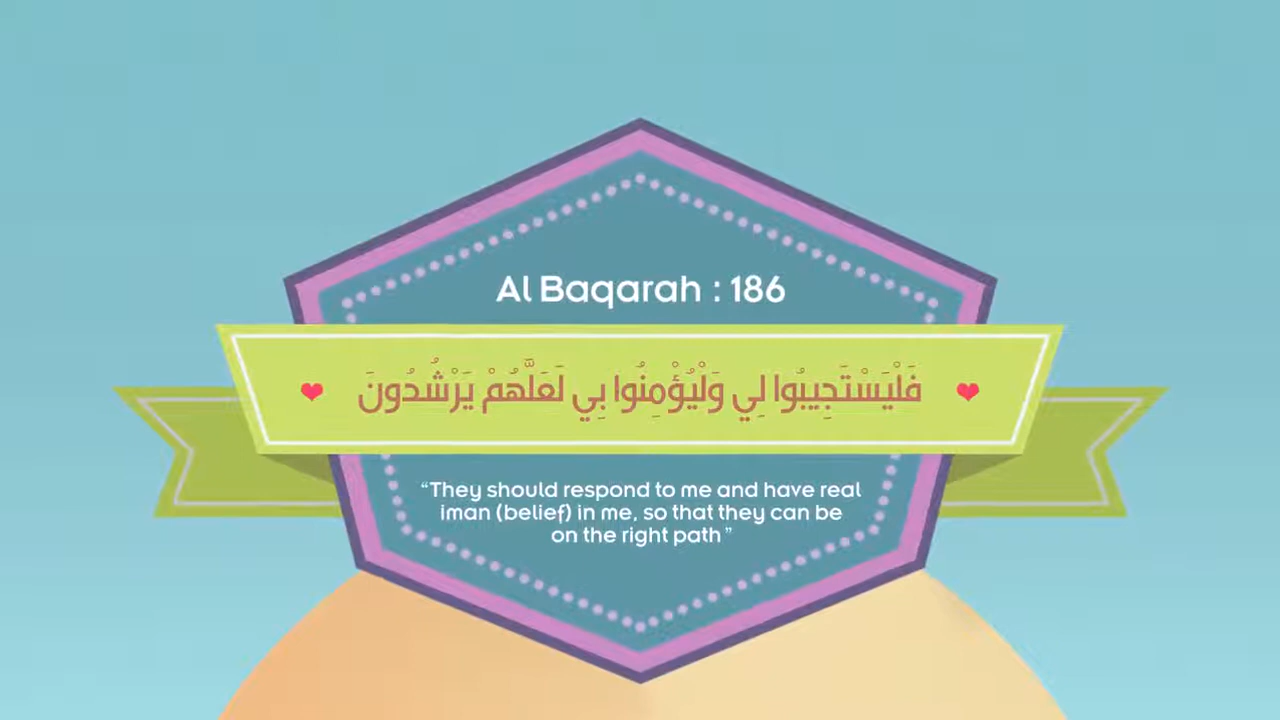 Al Baqarah : 186
فَلْيَسْتَجِيبُوا لِي وَلْيُؤْمِنُوا بِي لَعَلَّهُمْ يَرْشُدُونَ
“They should respond to me and have real
iman (belief) in me, so that they can be
on the right path ”